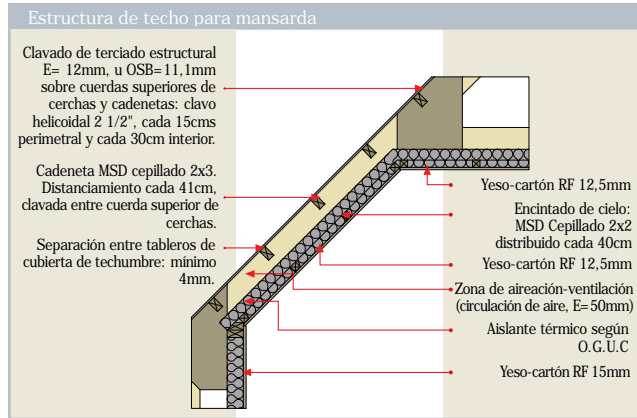 Estructura de techo para mansarda
Clavado de terciado estructural
E= 12mm, u OSB=11,1mm
sobre cuerdas superiores de
cerchas y cadenetas: clavo
helicoidal 2 1/2", cada 15cms
perimetral y cada 30cm interior.
Cadeneta MSD cepillado 2x3.
Distanciamiento cada 41cm,
clavada entre cuerda superior de
cerchas.
Separación entre tableros de
cubierta de techumbre: mínimo
4mm.
Yeso-cartón RF 12,5mm
Encintado de cielo:
MSD Cepillado 2x2
distribuido cada 40cm
Yeso-cartón RF 12,5mm
Zona de aireación-ventilación
(circulación de aire, E=50mm)
Aislante térmico según
O.G.U.C
Yeso-cartón RF 15mm